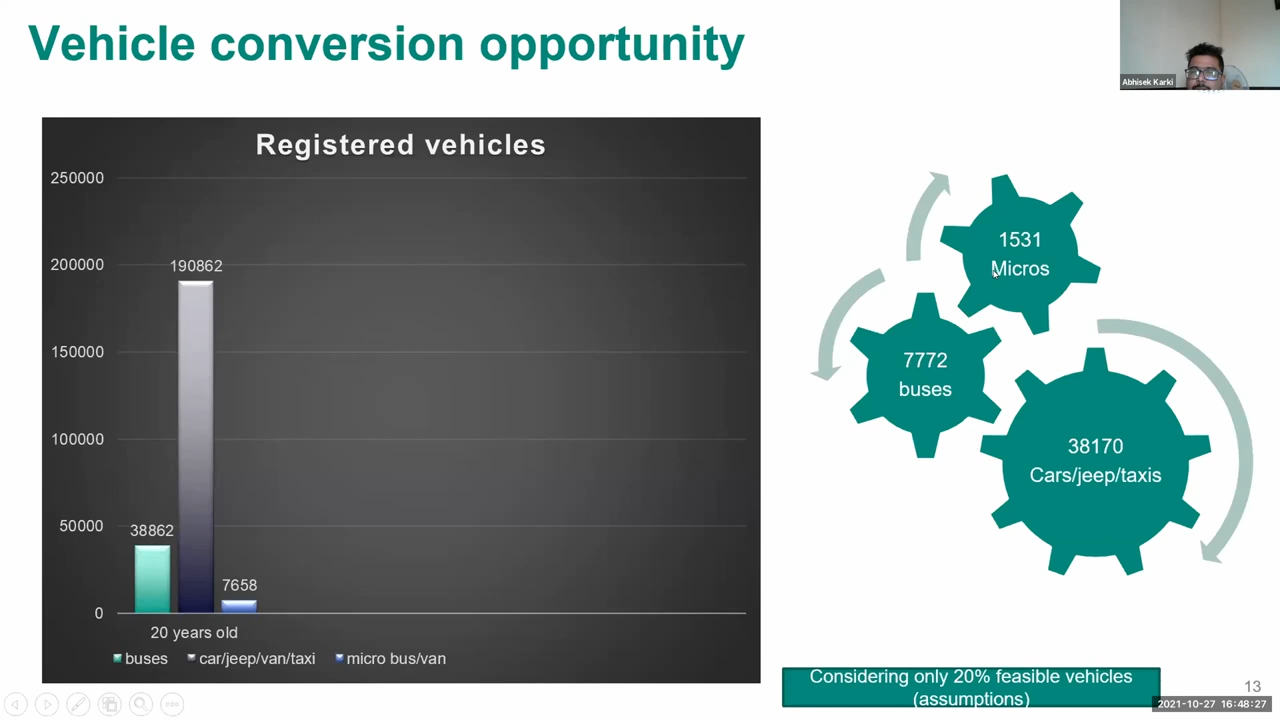 Vehicle conversion opportunity
Abhisek Karki
Registered vehicles
250000
200000
150000
100000
50000
0
190862
38862
7658
20 years old
buses
car/jeep/van/taxi
micro bus/van
1531
Micros
7772
buses
38170
Cars/jeep/taxis
Considering only 20% feasible vehicles
(assumptions)
13
2021-10-27 16:48:27